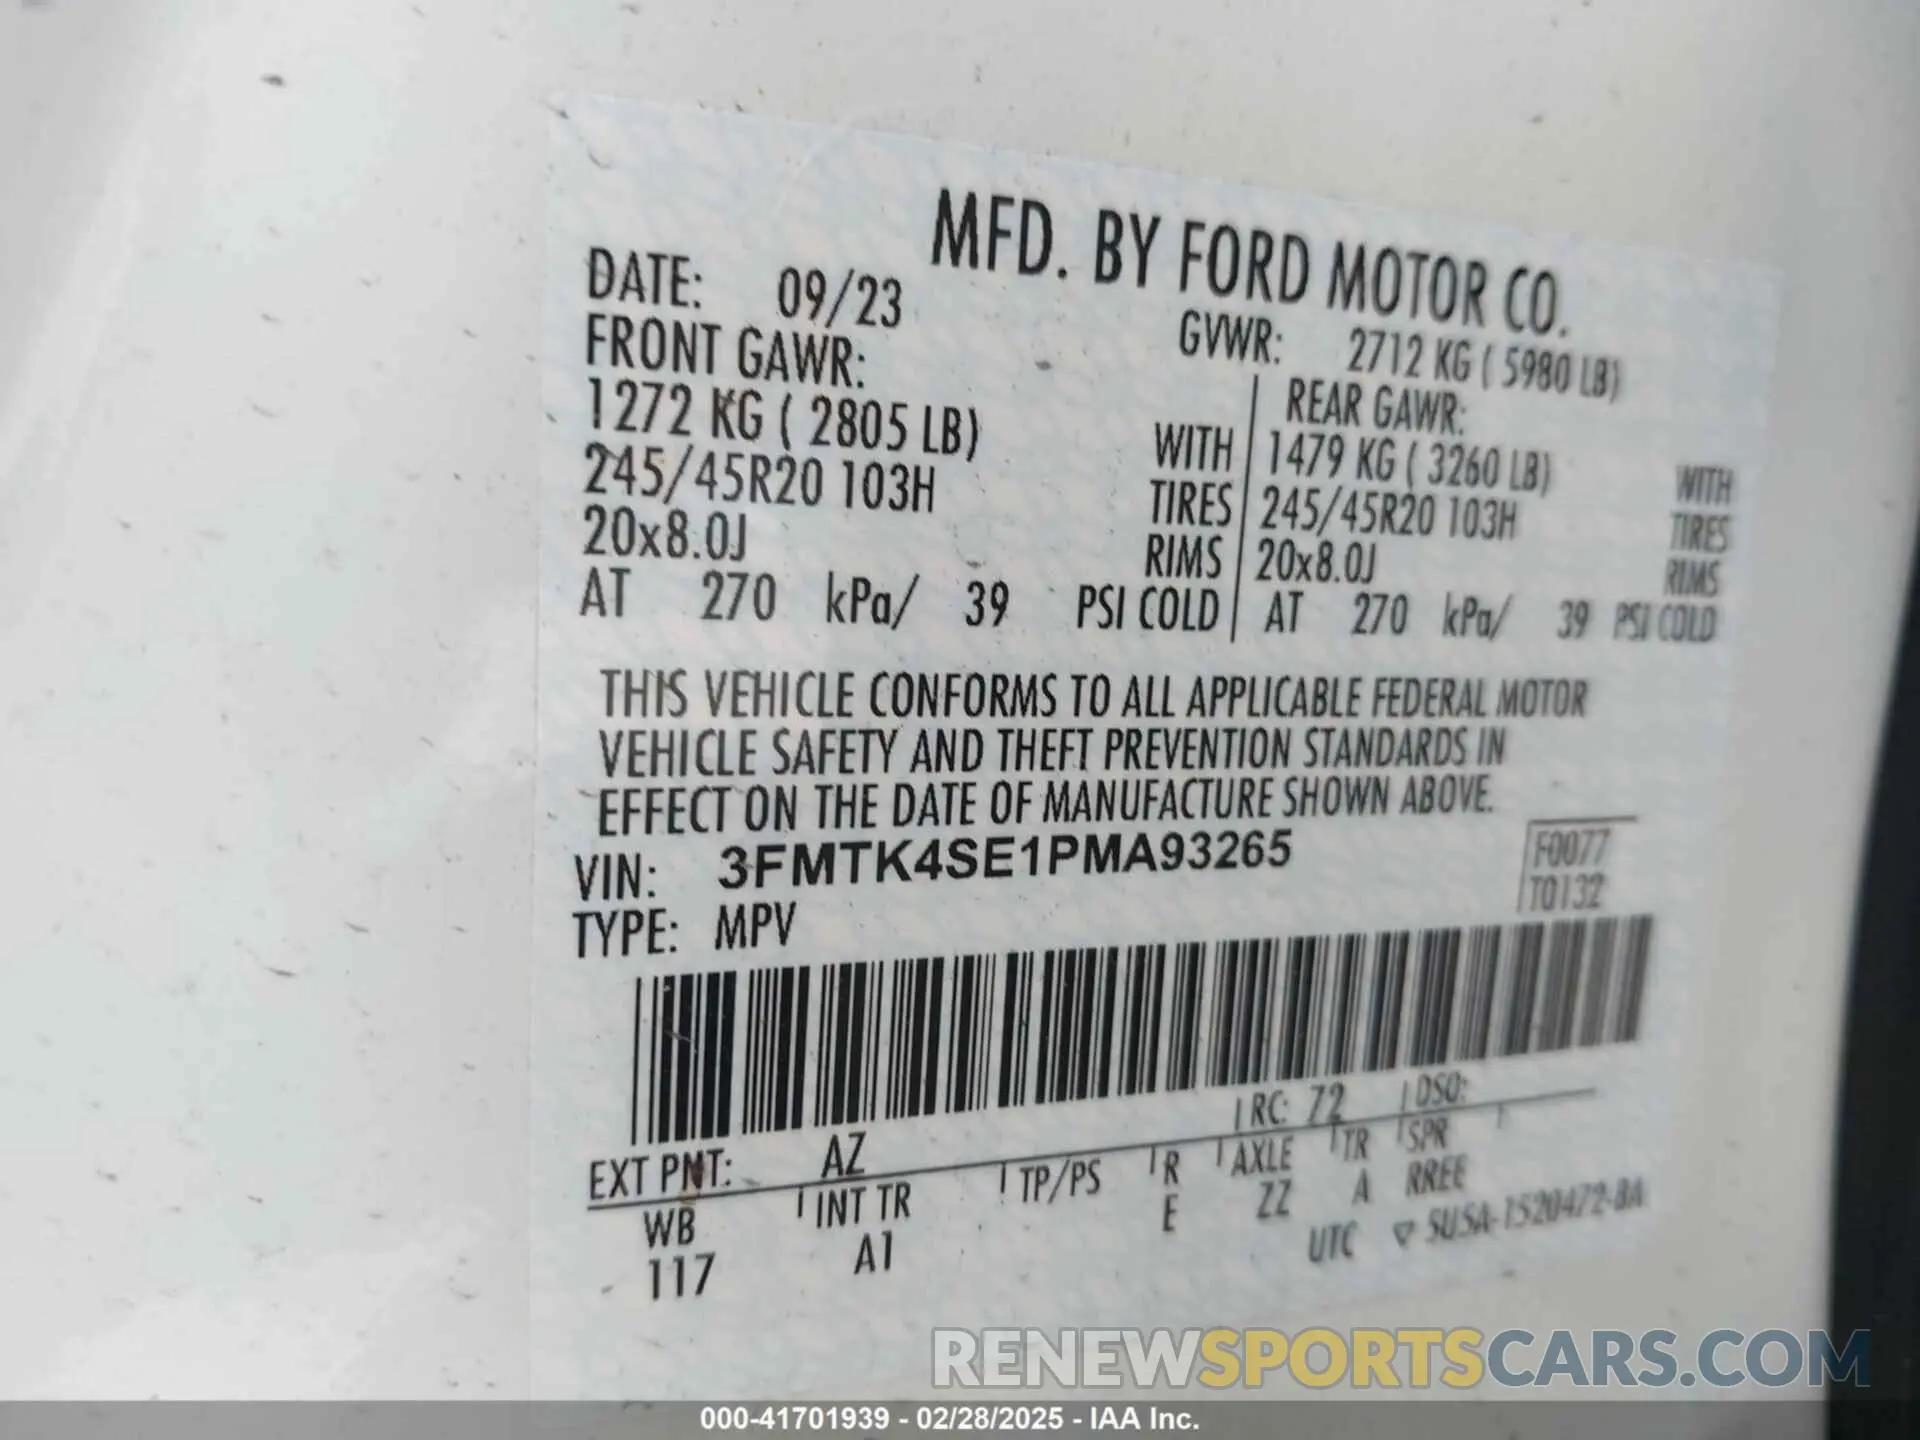 MFD. BY FORD MOTOR CO.
DATE: 09/23
GVWR: 2712 KG ( 5980 LB)
FRONT GAWR:
REAR GAWR:
1272 KG ( 2805 LB) WITH
1479 KG ( 3260 LB) WITH
245/45R20 103H TIRES
245/45R20 103H TIRES
20x8.0J RIMS
20x8.0J RIMS
AT 270 kPa/ 39 PSI COLD
AT 270 kPa/ 39 PSI COLD
THIS VEHICLE CONFORMS TO ALL APPLICABLE FEDERAL MOTOR
VEHICLE SAFETY AND THEFT PREVENTION STANDARDS IN
EFFECT ON THE DATE OF MANUFACTURE SHOWN ABOVE.
VIN: 3FMTK4SE1PMA93265
F0077
T0132
TYPE: MPV
EXT PNT: AZ RC: 72 DSO:
WB INT TR TP/PS R AXLE TR SPR
117 A1 E ZZ A RREE
UTC ▽ SU5A-1520472-BA
RENEWSPORTSCARS.COM
000-41701939 - 02/28/2025 - IAA Inc.